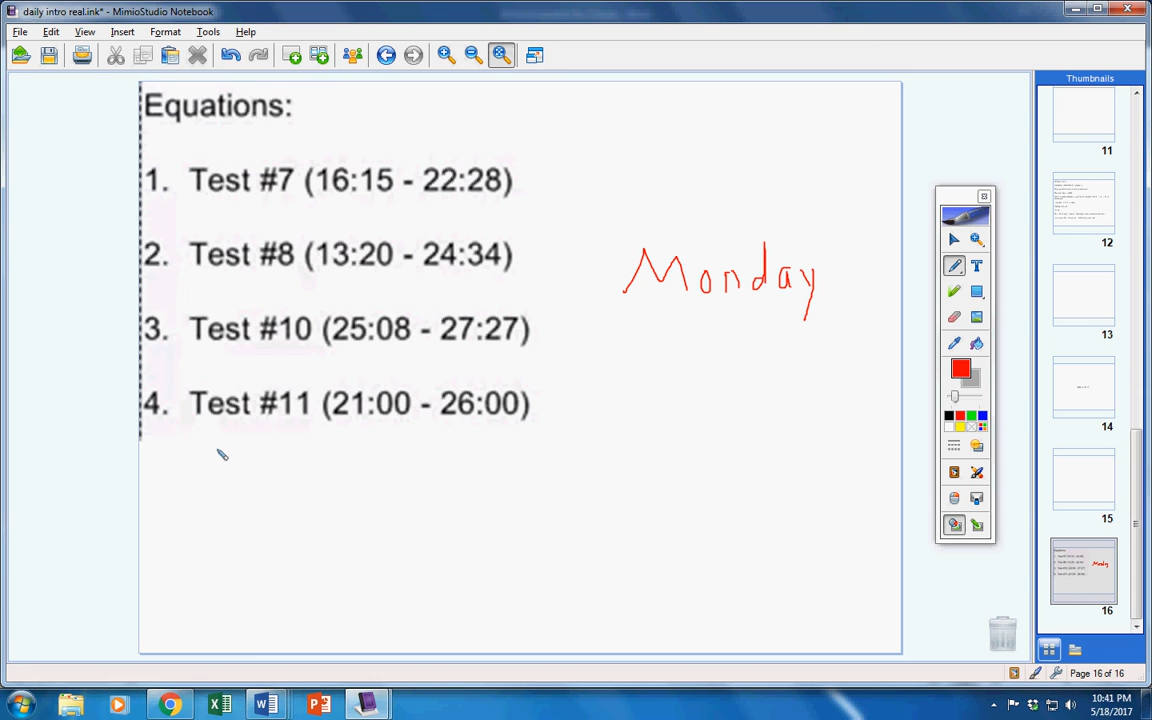 daily intro real.ink* - MimioStudio Notebook
File Edit View Insert Format Tools Help
Equations:
1. Test #7 (16:15 - 22:28)
2. Test #8 (13:20 - 24:34)
3. Test #10 (25:08 - 27:27)
4. Test #11 (21:00 - 26:00)
Monday
Thumbnails
11
12
13
14
15
Monday
16
Page 16 of 16
10:41 PM
5/18/2017